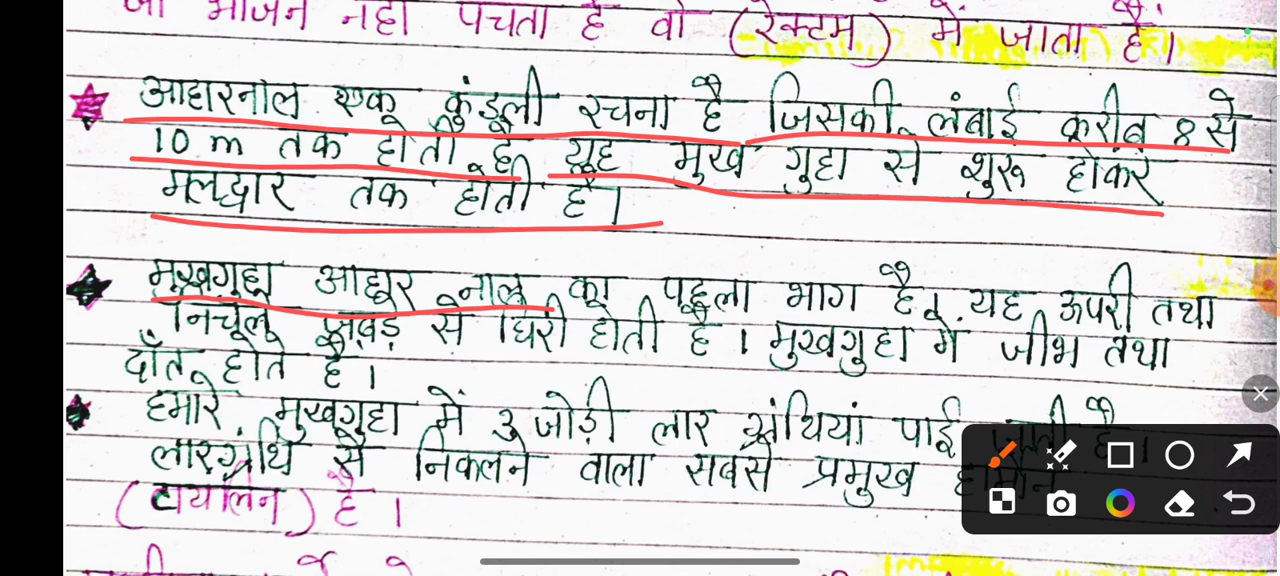 जो भोजन नहीं पचता है वो (रेक्टम) में जाता है।
आहारनाल एक कुंडली रचना है जिसकी लंबाई करीब 8 से
10 m तक होती है यह मुख गुहा से शुरू होकर
मलद्वार तक होती है।
मुखगुहा आहार नाल का पहला भाग है। यह ऊपरी तथा
निचले जबड़े से घिरी होती है। मुखगुहा में जीभ तथा
दाँत होते हैं।
हमारे मुखगुहा में 3 जोड़ी लार ग्रंथियां पाई जाती है।
लारग्रंथि से निकलने वाला सबसे प्रमुख
(टायलिन) है।